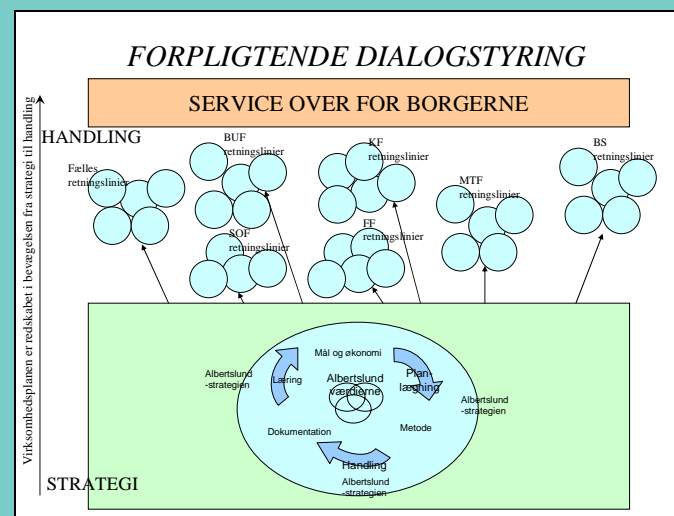 FORPLIGTENDE DIALOGSTYRING
SERVICE OVER FOR BORGERNE
Virksomhedsplanen er redskabet i bevægelsen fra strategi til handling
HANDLING
Fælles
retningslinier
BUF
retningslinier
SOF
retningslinier
KF
retningslinier
FF
retningslinier
MTF
retningslinier
BS
retningslinier
Mål og økonomi
Albertslund
-strategien
Læring
Albertslund
værdierne
Plan-
lægning
Albertslund
-strategien
Dokumentation
Metode
Handling
Albertslund
-strategien
STRATEGI